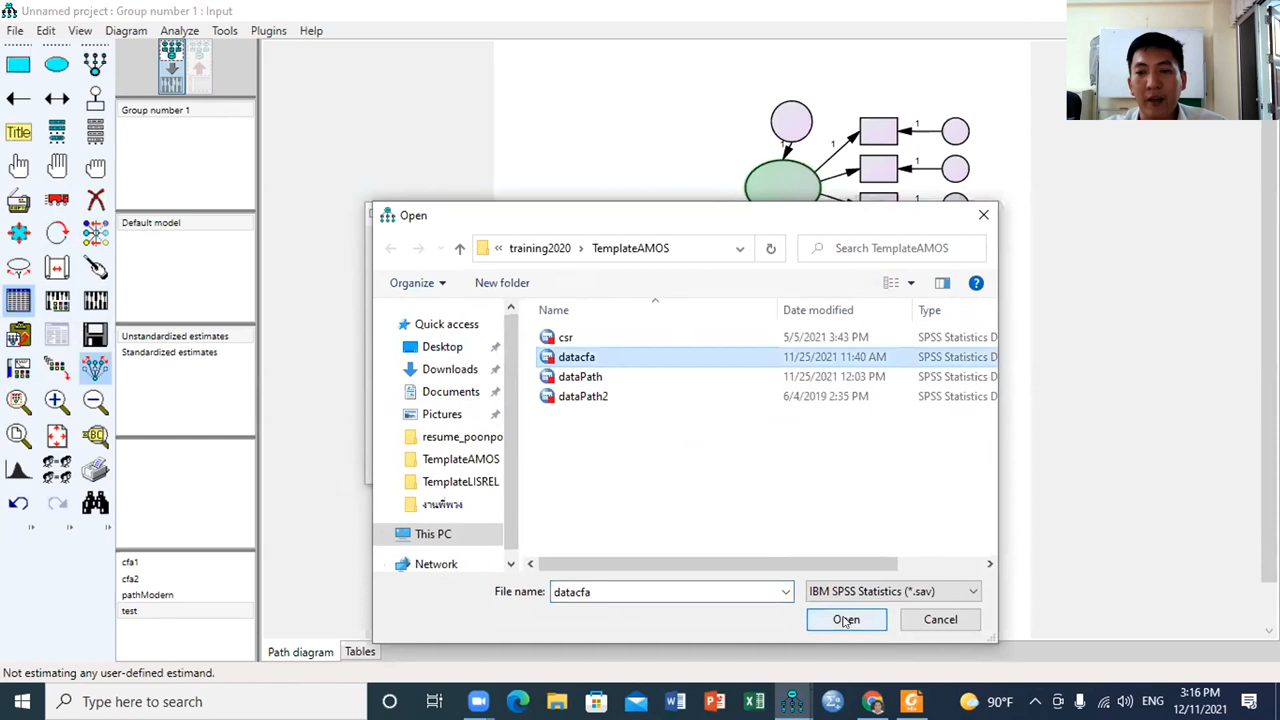 Unnamed project : Group number 1 : Input
File Edit View Diagram Analyze Tools Plugins Help
Title
Group number 1
Default model
Unstandardized estimates
Standardized estimates
cfa1
cfa2
pathModern
test
Path diagram Tables
Not estimating any user-defined estimand.
1
1
1
1
Open
« training2020 › TemplateAMOS
Search TemplateAMOS
Organize New folder
Name Date modified Type
csr 5/5/2021 3:43 PM SPSS Statistics D
datacfa 11/25/2021 11:40 AM SPSS Statistics D
dataPath 11/25/2021 12:03 PM SPSS Statistics D
dataPath2 6/4/2019 2:35 PM SPSS Statistics D
Quick access
Desktop
Downloads
Documents
Pictures
resume_poonpo
TemplateAMOS
TemplateLISREL
งานพี่พวง
This PC
Network
File name: datacfa IBM SPSS Statistics (*.sav)
Open Cancel
Type here to search
90°F
ENG
3:16 PM
12/11/2021